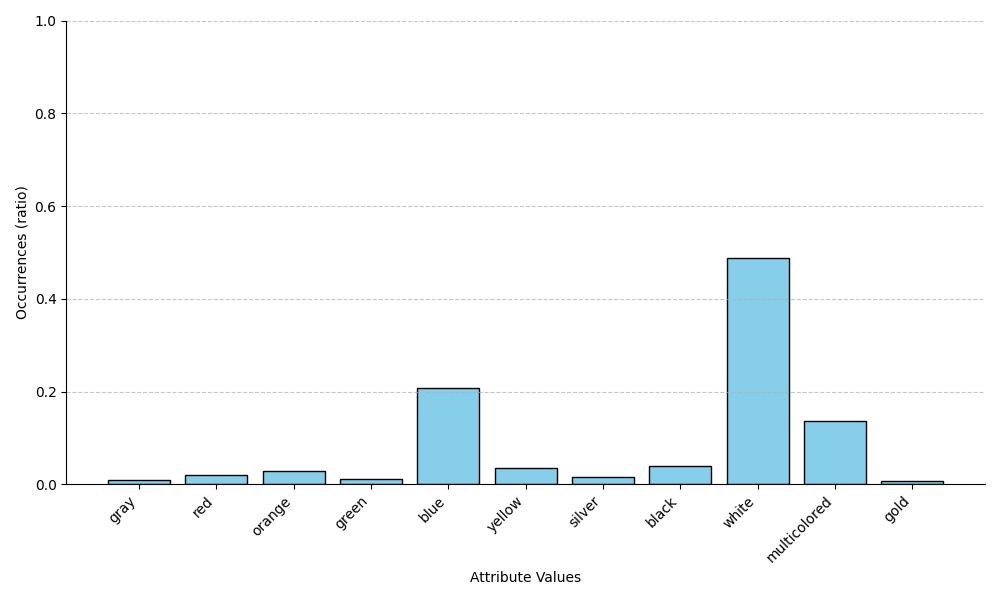 1.0
0.8
0.6
0.4
0.2
0.0
Occurrences (ratio)
gray
red
orange
green
blue
yellow
silver
black
white
multicolored
gold
Attribute Values